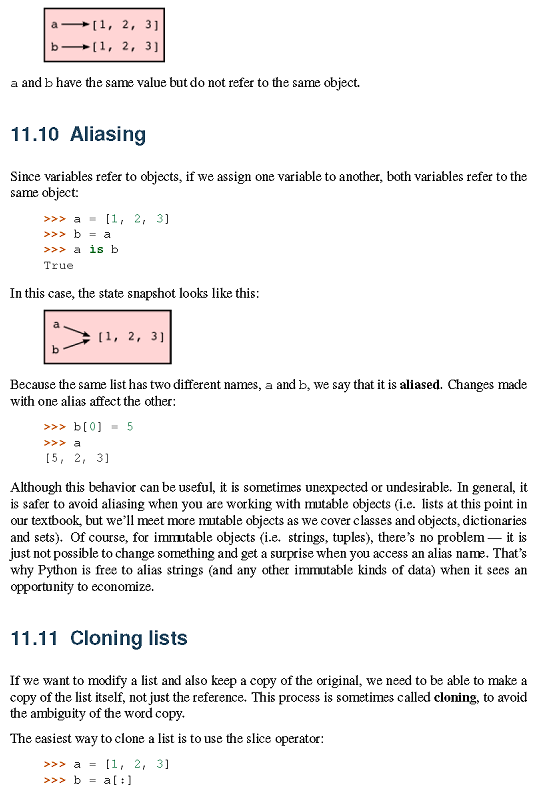 a [1, 2, 3]
b [1, 2, 3]
a and b have the same value but do not refer to the same object.
11.10 Aliasing
Since variables refer to objects, if we assign one variable to another, both variables refer to the
same object:
>>> a = [1, 2, 3]
>>> b = a
>>> a is b
True
In this case, the state snapshot looks like this:
a
[1, 2, 3]
b
Because the same list has two different names, a and b, we say that it is aliased. Changes made
with one alias affect the other:
>>> b[0] = 5
>>> a
[5, 2, 3]
Although this behavior can be useful, it is sometimes unexpected or undesirable. In general, it
is safer to avoid aliasing when you are working with mutable objects (i.e. lists at this point in
our textbook, but we'll meet more mutable objects as we cover classes and objects, dictionaries
and sets). Of course, for immutable objects (i.e. strings, tuples), there's no problem — it is
just not possible to change something and get a surprise when you access an alias name. That's
why Python is free to alias strings (and any other immutable kinds of data) when it sees an
opportunity to economize.
11.11 Cloning lists
If we want to modify a list and also keep a copy of the original, we need to be able to make a
copy of the list itself, not just the reference. This process is sometimes called cloning, to avoid
the ambiguity of the word copy.
The easiest way to clone a list is to use the slice operator:
>>> a = [1, 2, 3]
>>> b = a[:]